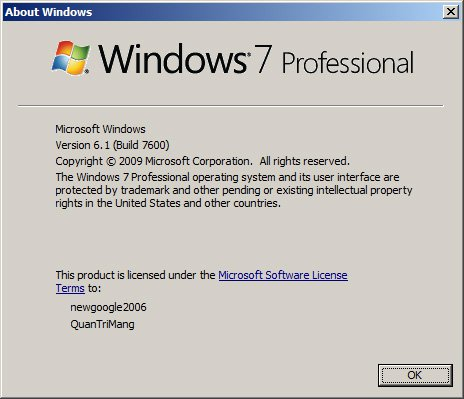 About Windows
Windows 7 Professional
Microsoft Windows
Version 6.1 (Build 7600)
Copyright © 2009 Microsoft Corporation. All rights reserved.
The Windows 7 Professional operating system and its user interface are
protected by trademark and other pending or existing intellectual property
rights in the United States and other countries.
This product is licensed under the Microsoft Software License
Terms to:
newgoogle2006
QuanTriMang
OK